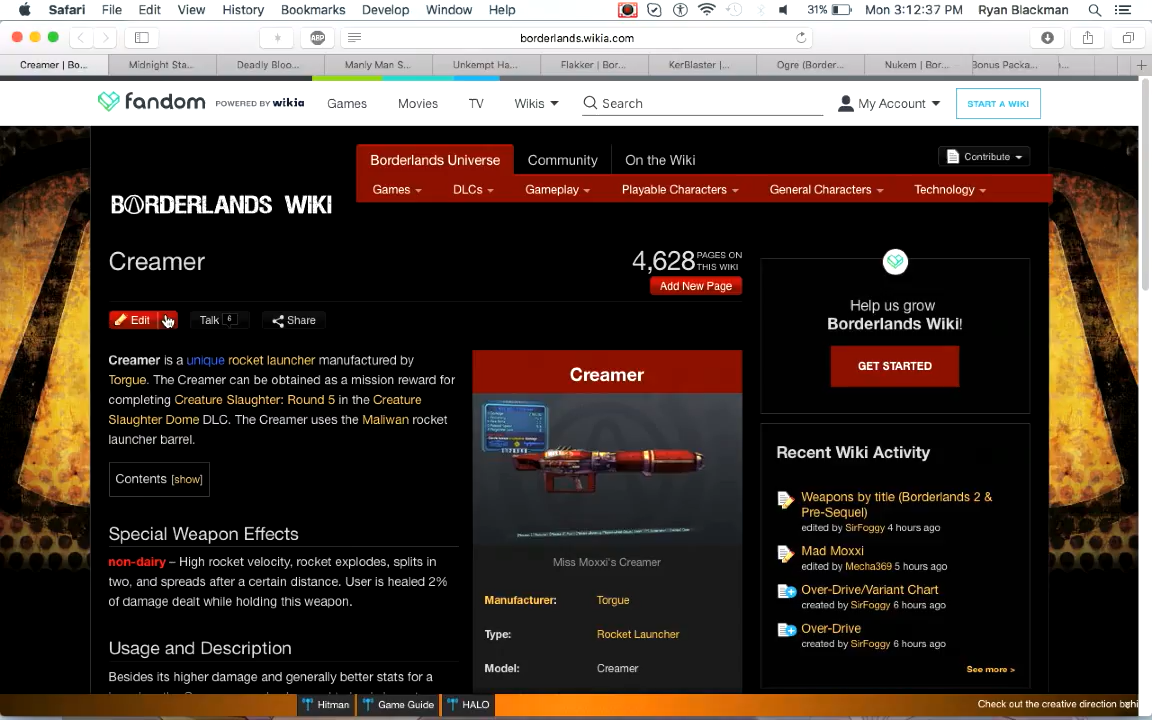 Safari File Edit View History Bookmarks Develop Window Help 31% Mon 3:12:37 PM Ryan Blackman
ABP borderlands.wikia.com
Creamer | Bo... Midnight Sta... Deadly Bloo... Manly Man S... Unkempt Ha... Flakker | Bor... KerBlaster |... Ogre (Border... Nukem | Bor... Bonus Packa...
fandom POWERED BY wikia Games Movies TV Wikis Search My Account START A WIKI
Borderlands Universe Community On the Wiki Contribute
Games DLCs Gameplay Playable Characters General Characters Technology
BORDERLANDS WIKI
Creamer
4,628 PAGES ON
THIS WIKI
Add New Page
Edit Talk 6 Share
Creamer is a unique rocket launcher manufactured by
Torgue. The Creamer can be obtained as a mission reward for
completing Creature Slaughter: Round 5 in the Creature
Slaughter Dome DLC. The Creamer uses the Maliwan rocket
launcher barrel.
Contents [show]
Special Weapon Effects
non-dairy – High rocket velocity, rocket explodes, splits in
two, and spreads after a certain distance. User is healed 2%
of damage dealt while holding this weapon.
Usage and Description
Besides its higher damage and generally better stats for a
Creamer
Miss Moxxi's Creamer
Manufacturer: Torgue
Type: Rocket Launcher
Model: Creamer
Help us grow
Borderlands Wiki!
GET STARTED
Recent Wiki Activity
Weapons by title (Borderlands 2 &
Pre-Sequel)
edited by SirFoggy 4 hours ago
Mad Moxxi
edited by Mecha369 5 hours ago
Over-Drive/Variant Chart
created by SirFoggy 6 hours ago
Over-Drive
created by SirFoggy 6 hours ago
See more >
Hitman Game Guide HALO Check out the creative direction behi